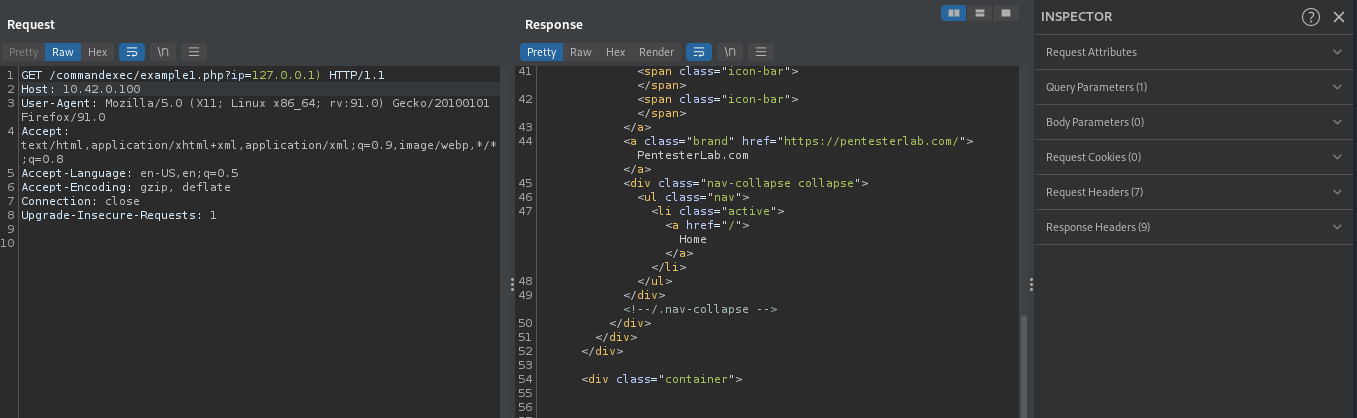 Request
Pretty Raw Hex \n
1 GET /commandexec/example1.php?ip=127.0.0.1) HTTP/1.1
2 Host: 10.42.0.100
3 User-Agent: Mozilla/5.0 (X11; Linux x86_64; rv:91.0) Gecko/20100101
Firefox/91.0
4 Accept:
text/html,application/xhtml+xml,application/xml;q=0.9,image/webp,*/*
;q=0.8
5 Accept-Language: en-US,en;q=0.5
6 Accept-Encoding: gzip, deflate
7 Connection: close
8 Upgrade-Insecure-Requests: 1
9
10
Response
Pretty Raw Hex Render \n
41 <span class="icon-bar">
</span>
42 <span class="icon-bar">
</span>
43 </a>
44 <a class="brand" href="https://pentesterlab.com/">
PentesterLab.com
</a>
45 <div class="nav-collapse collapse">
46 <ul class="nav">
47 <li class="active">
<a href="/">
Home
</a>
</li>
48 </ul>
49 </div>
<!--/.nav-collapse -->
50 </div>
51 </div>
52 </div>
53
54 <div class="container">
55
56
INSPECTOR
Request Attributes
Query Parameters (1)
Body Parameters (0)
Request Cookies (0)
Request Headers (7)
Response Headers (9)